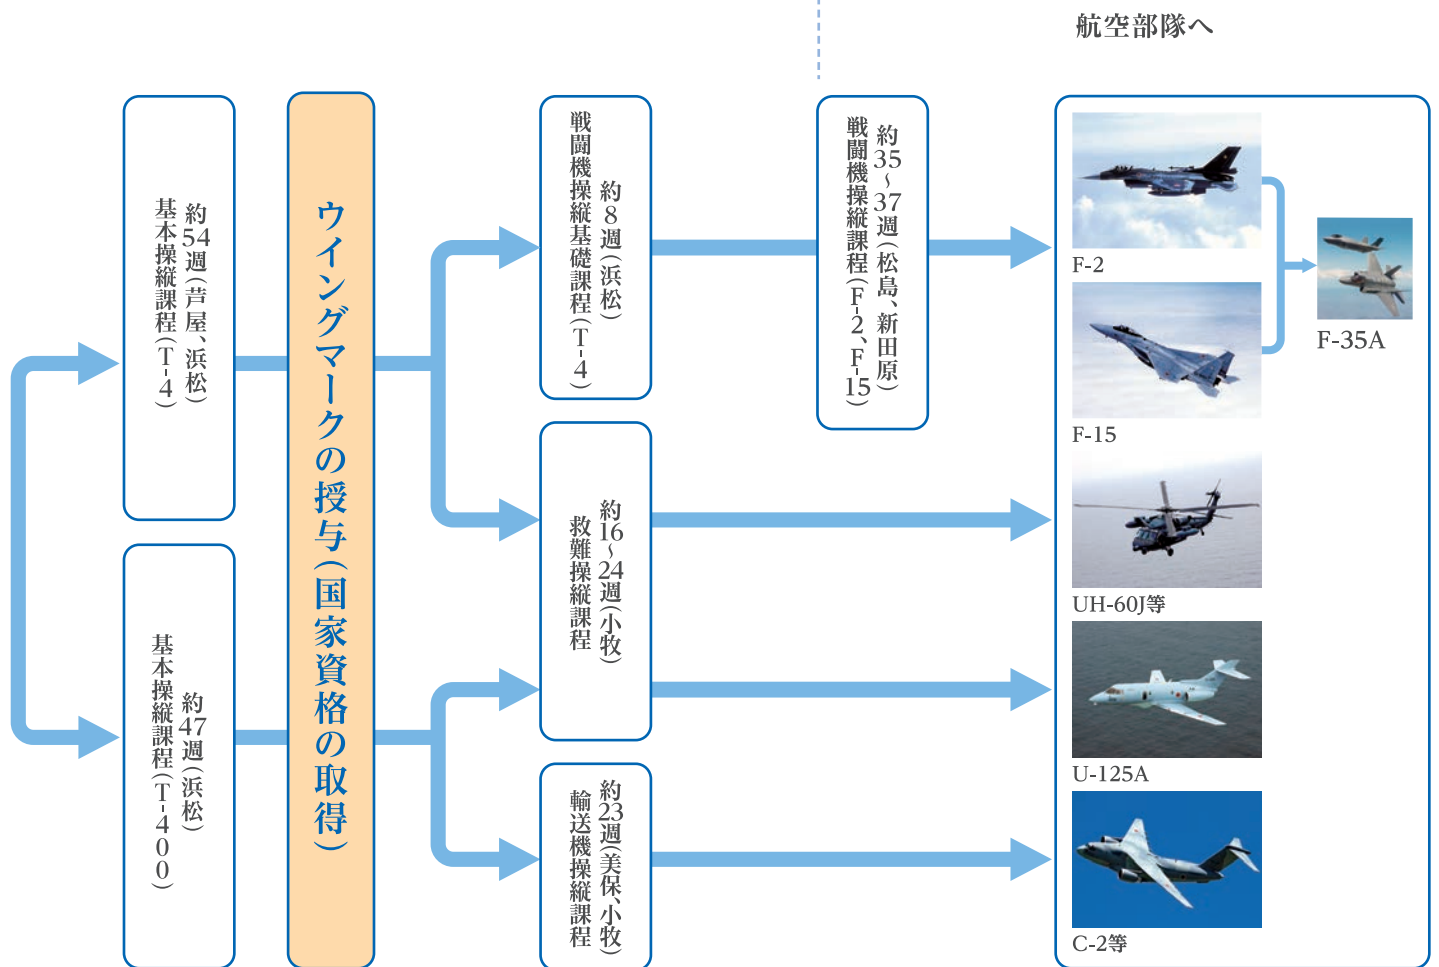 航空部隊へ
約54週(芦屋、浜松)
基本操縦課程(T-4)
約47週(浜松)
基本操縦課程(T-400)
ウイングマークの授与(国家資格の取得)
約8週(浜松)
戦闘機操縦基礎課程(T-4)
約16~24週(小牧)
救難操縦課程
約23週(美保、小牧)
輸送機操縦課程
約35~37週(松島、新田原)
戦闘機操縦課程(F-2、F-15)
F-2
F-15
F-35A
UH-60J等
U-125A
C-2等